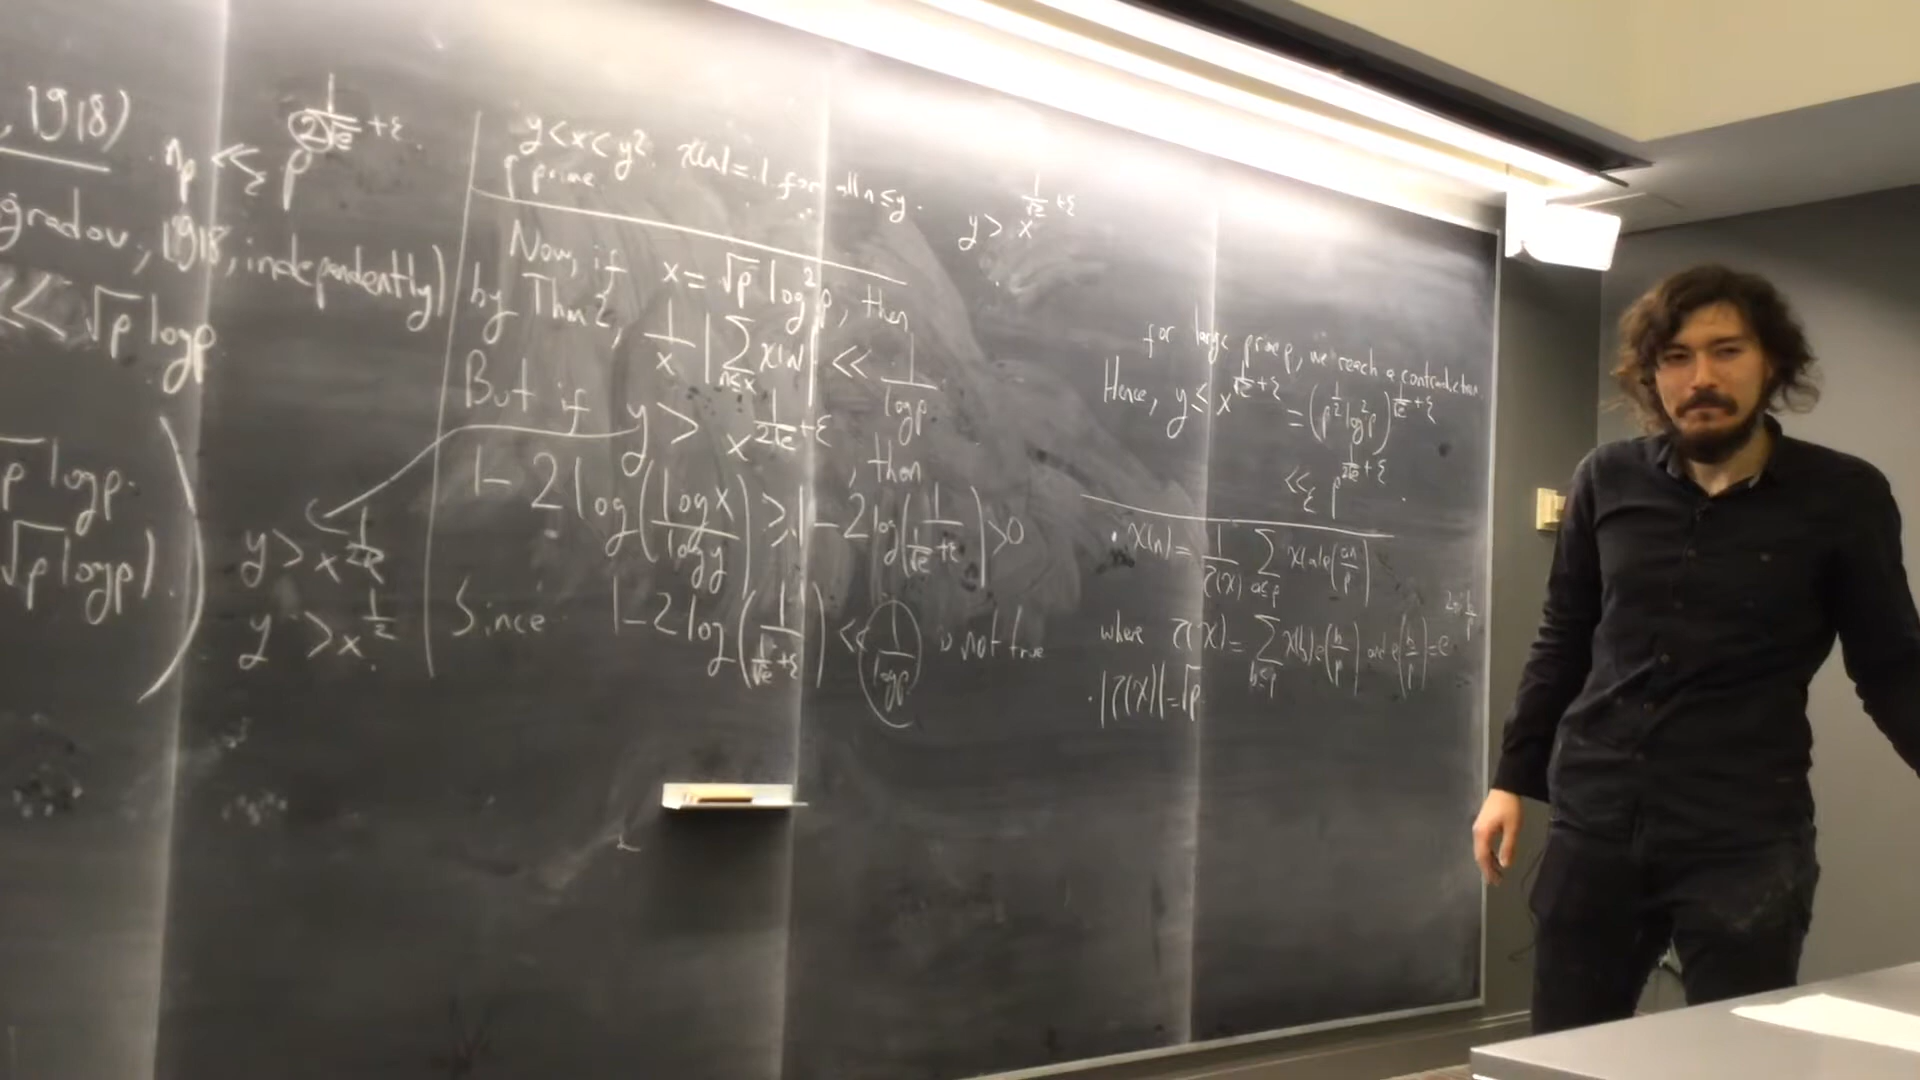 , 1918)
n_p <<_ε p^{1/(2√e)+ε}
gradov, 1918, independently)
<< √p log p
√p log p.
√p log p).
y > x^{1/(2√e)}
y > x^{1/2}.
y < x < y². χ(n) = 1 for all n ≤ y.
p prime
Now, if x = √p log² p, then
by Thm 2, 1/x |∑_{n≤x} χ(n)| << 1/log p.
But if y > x^{1/(2√e)+ε}, then
1 - 2 log(log x / log y) ≥ 1 - 2 log(1/(1/√e + ε)) > 0
Since 1 - 2 log(1/(1/√e + ε)) << 1/log p is not true
y > x^{1/√e + ε}
for large prime p, we reach a contradiction.
Hence, y ≤ x^{1/√e + ε} = (p^{1/2} log² p)^{1/√e + ε}
<<_ε p^{1/(2√e) + ε}.
· χ(n) = 1/τ(χ) ∑_{a≤p} χ(a) e(an/p)
where τ(χ) = ∑_{b≤p} χ(b) e(b/p) and e(b/p) = e^{2πi b/p}
· |τ(χ)| = √p